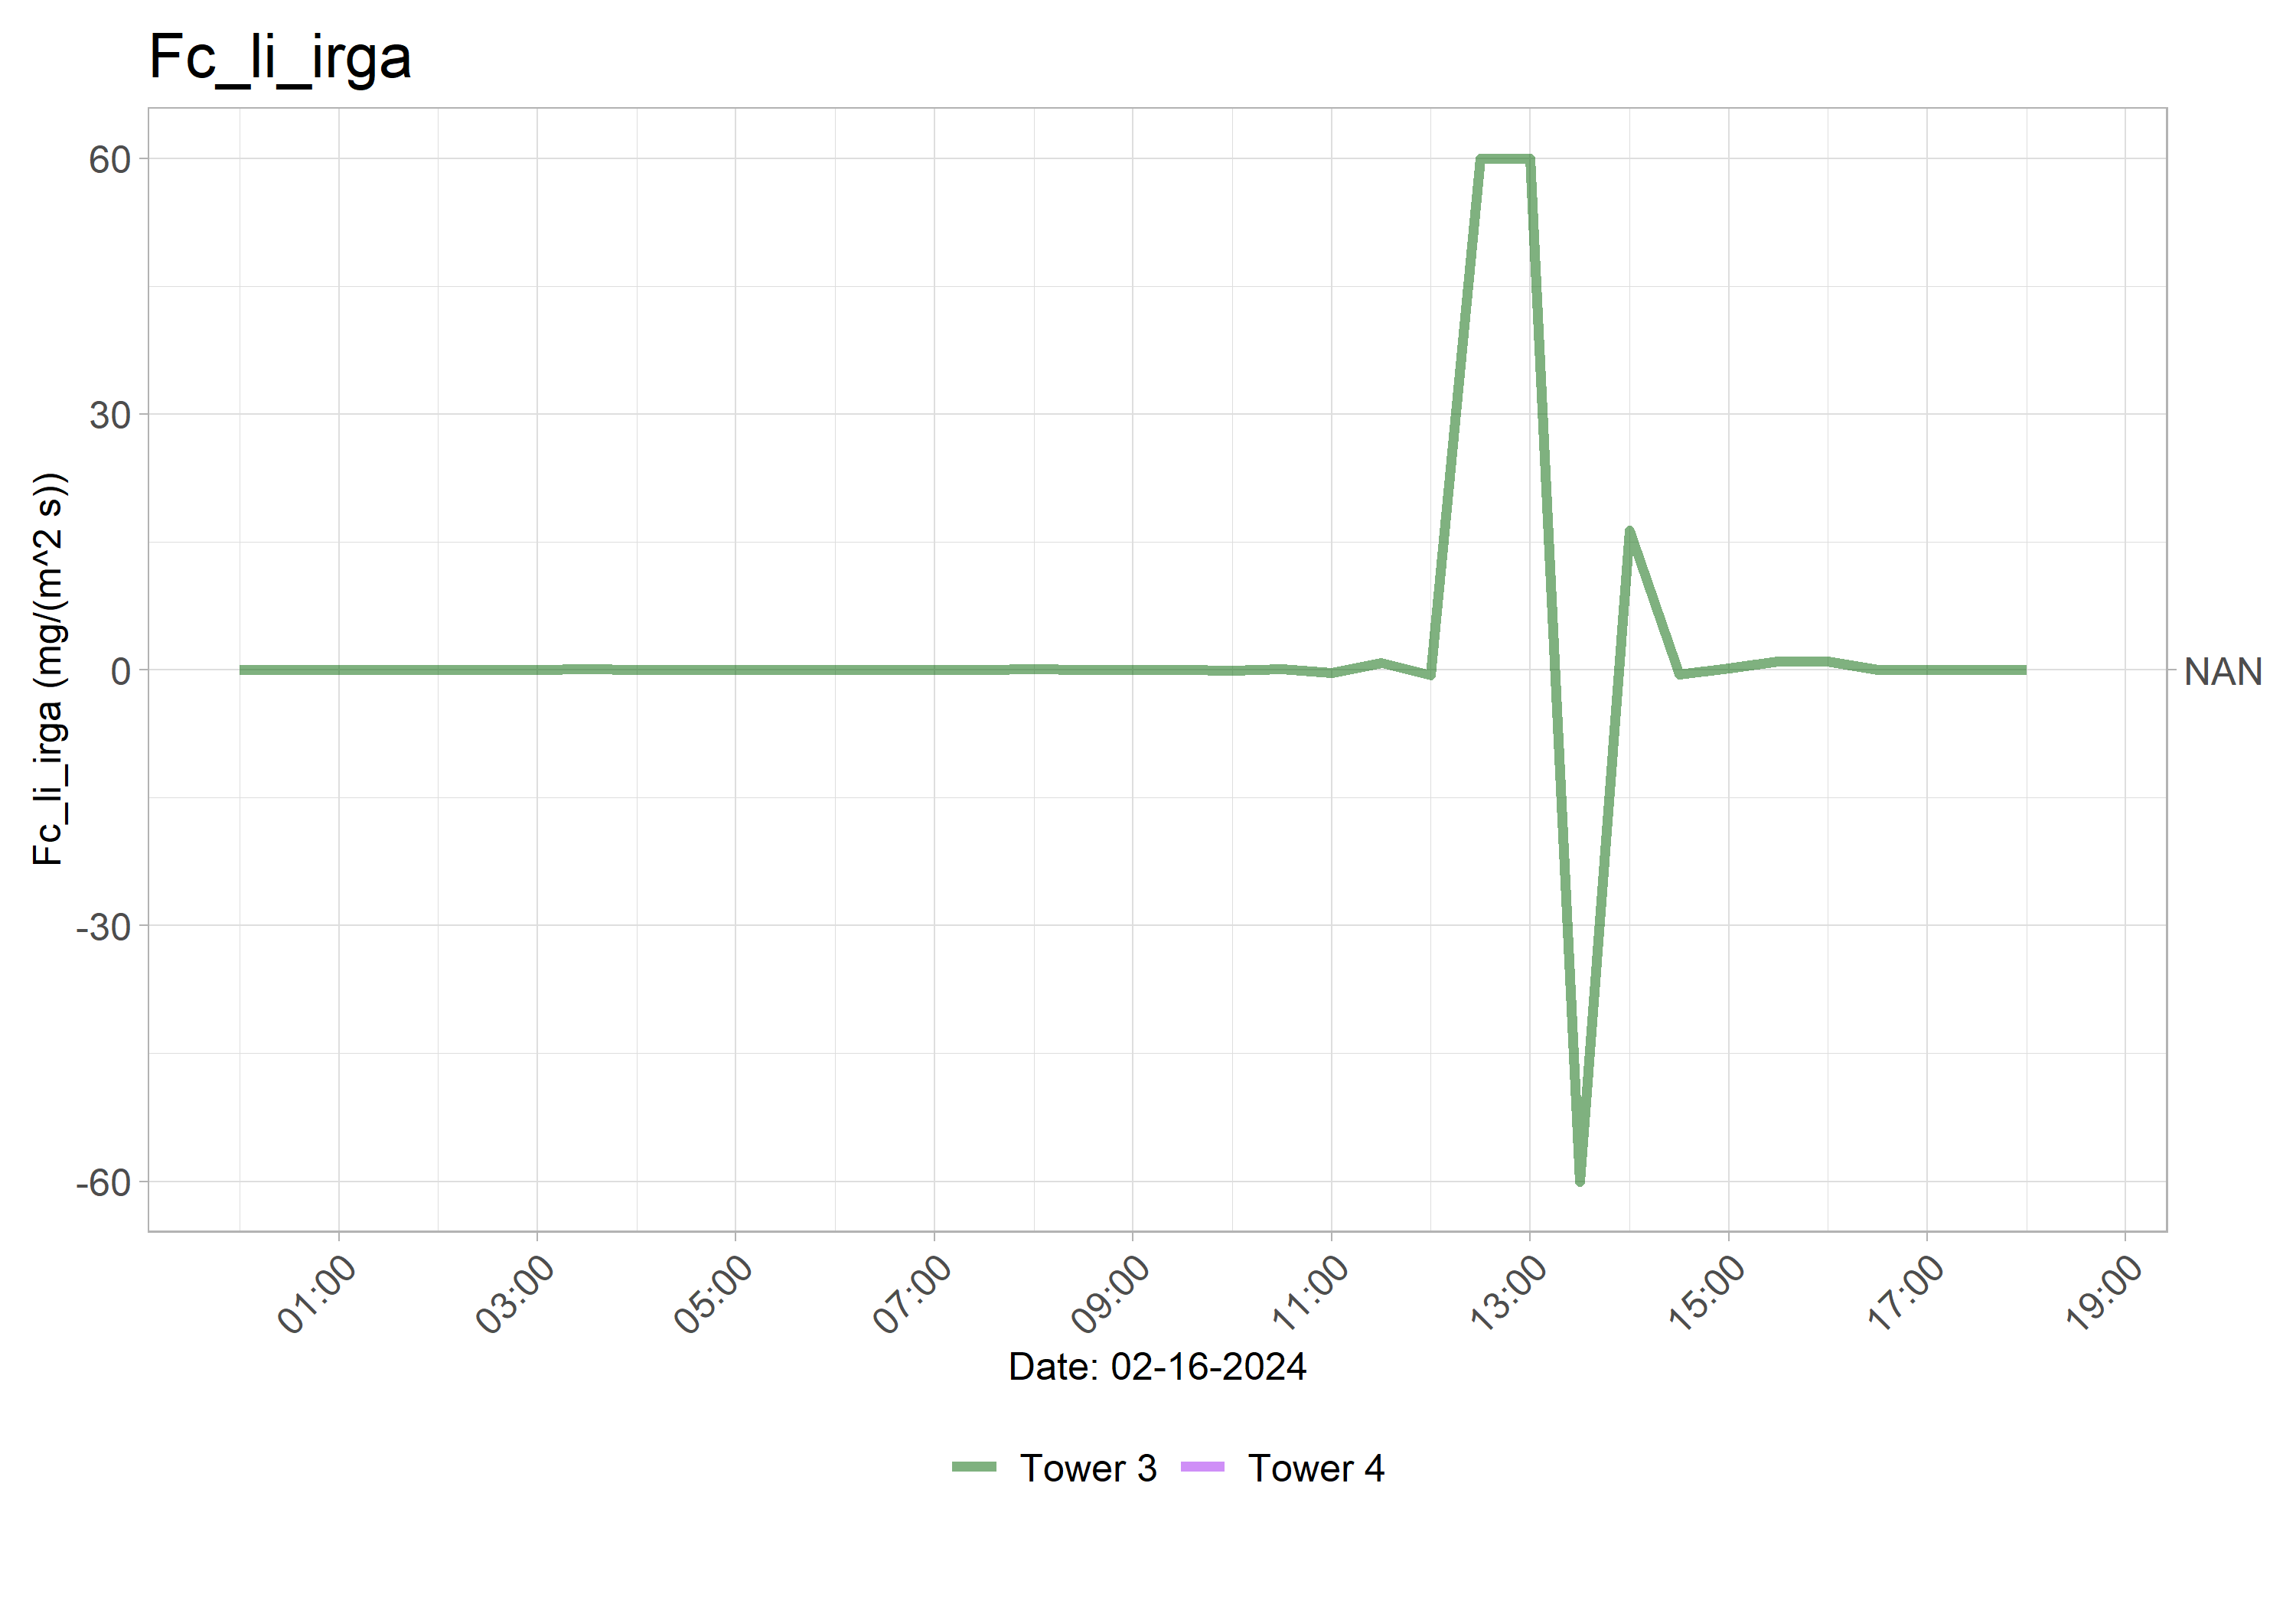 Fc_li_irga
60
30
0
-30
-60
Fc_li_irga (mg/(m^2 s))
NAN
01:00 03:00 05:00 07:00 09:00 11:00 13:00 15:00 17:00 19:00
Date: 02-16-2024
Tower 3 Tower 4